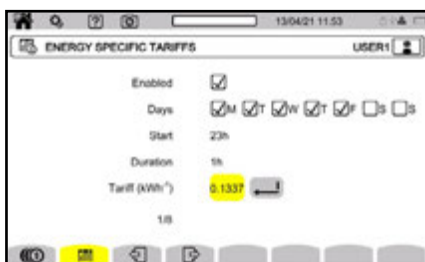 13/04/21 11:53
ENERGY SPECIFIC TARIFFS USER1
Enabled
Days M T W T F S S
Start 23h
Duration 1h
Tariff (kWh⁻¹) 0.1337
1/8